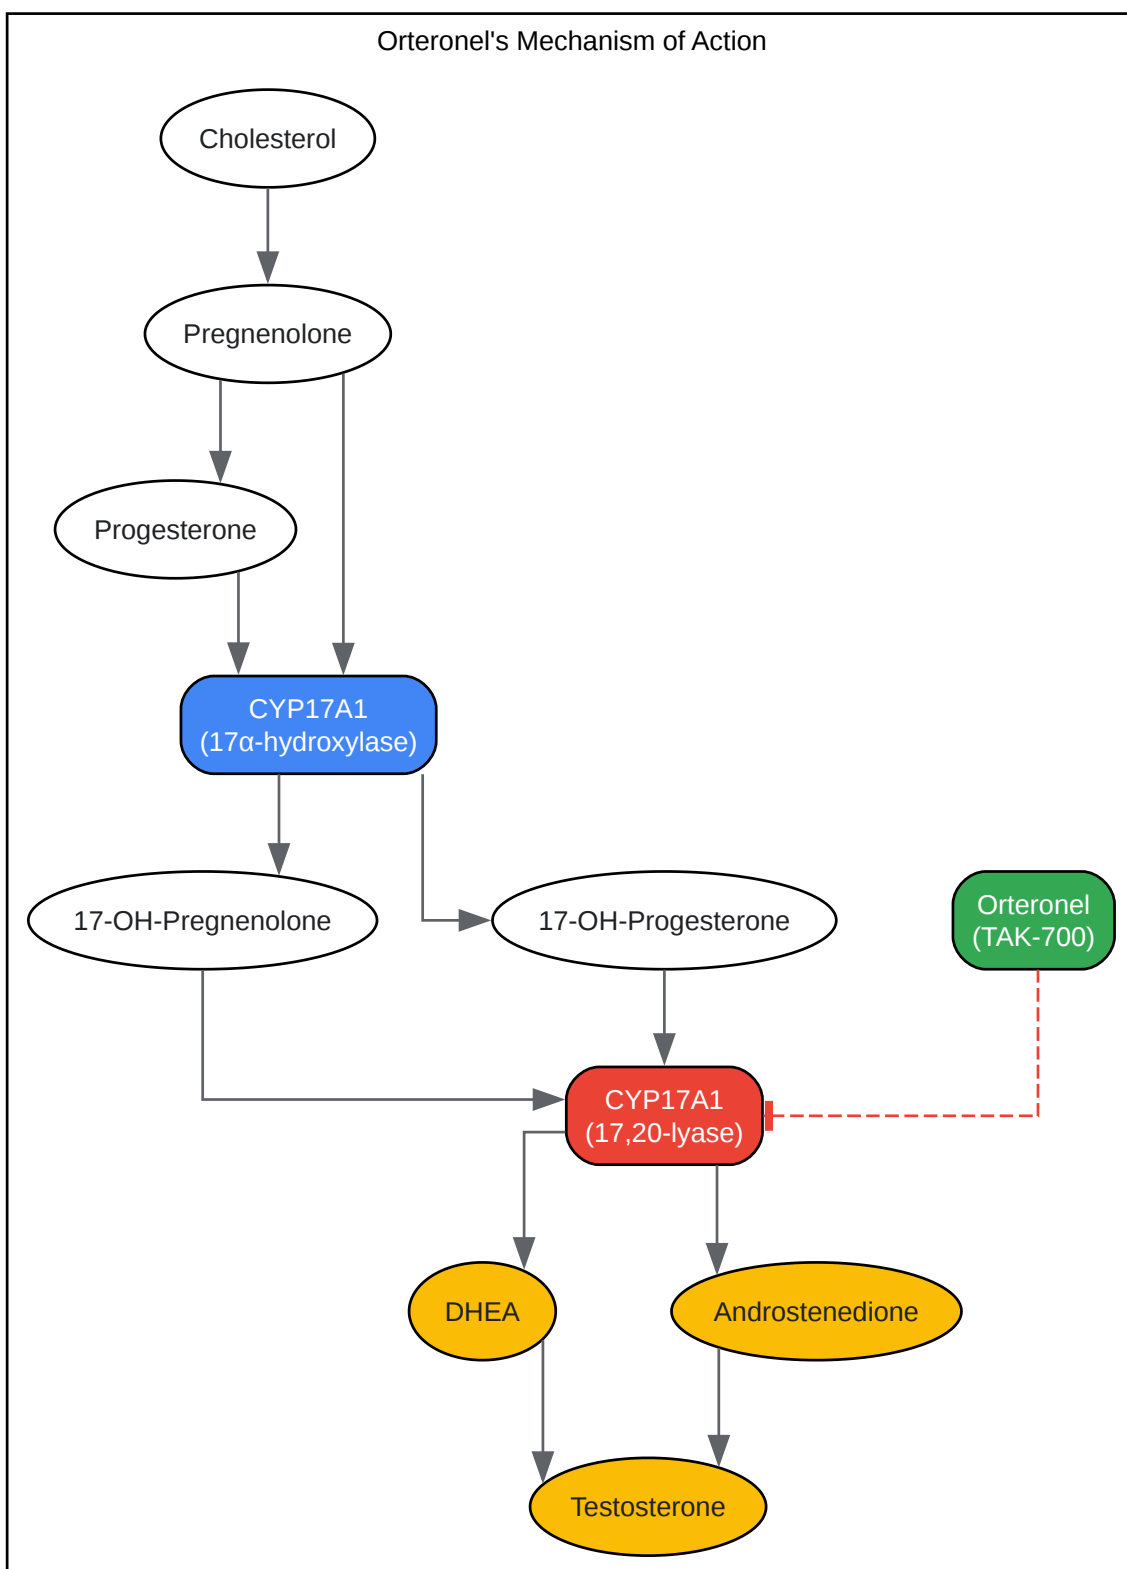 Orteronel's Mechanism of Action
Cholesterol
Pregnenolone
Progesterone
CYP17A1
(17α-hydroxylase)
17-OH-Pregnenolone
17-OH-Progesterone
Orteronel
(TAK-700)
CYP17A1
(17,20-lyase)
DHEA
Androstenedione
Testosterone